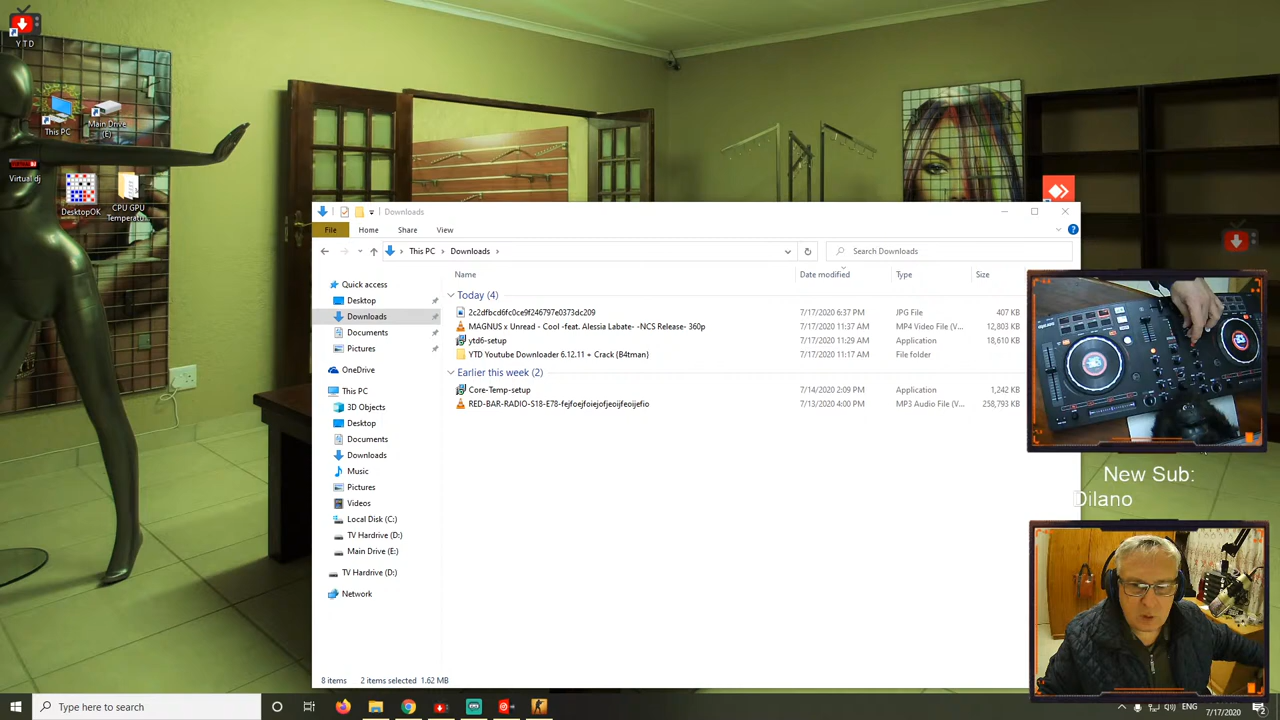 Y T D
This PC
Main Drive (E)
Virtual dj
DesktopOK
CPU GPU Temperatu...
Downloads
File Home Share View
This PC Downloads
Search Downloads
Name Date modified Type Size
Today (4)
2c2dfbcd6fc0ce9f246797e0373dc209 7/17/2020 6:37 PM JPG File 407 KB
MAGNUS x Unread - Cool -feat. Alessia Labate- -NCS Release- 360p 7/17/2020 11:37 AM MP4 Video File (V... 12,803 KB
ytd6-setup 7/17/2020 11:29 AM Application 18,610 KB
YTD Youtube Downloader 6.12.11 + Crack (B4tman) 7/17/2020 11:17 AM File folder
Earlier this week (2)
Core-Temp-setup 7/14/2020 2:09 PM Application 1,242 KB
RED-BAR-RADIO-S18-E78-fejfoejfoiejofjeoijfeoijefio 7/13/2020 4:00 PM MP3 Audio File (V... 258,793 KB
Quick access
Desktop
Downloads
Documents
Pictures
OneDrive
This PC
3D Objects
Desktop
Documents
Downloads
Music
Pictures
Videos
Local Disk (C:)
TV Hardrive (D:)
Main Drive (E:)
TV Hardrive (D:)
Network
8 items 2 items selected 1.62 MB
New Sub:
Dilano
Type here to search
ENG
7/17/2020
2